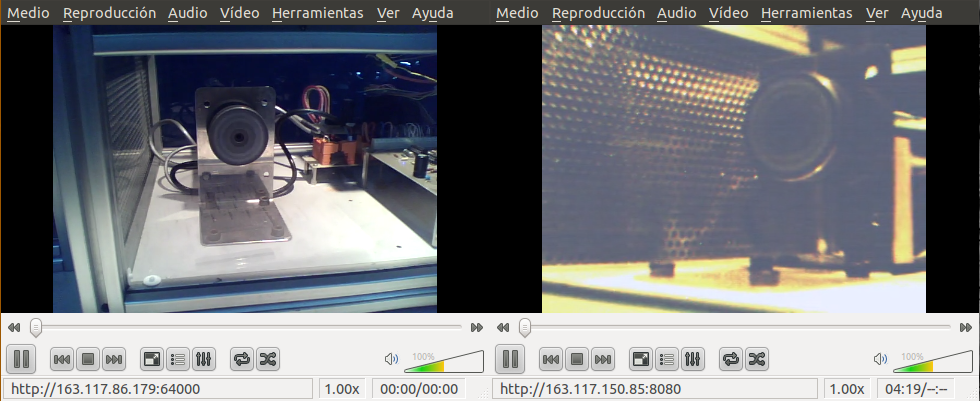 Medio Reproducción Audio Vídeo Herramientas Ver Ayuda
100%
http://163.117.86.179:64000 1.00x 00:00/00:00
Medio Reproducción Audio Vídeo Herramientas Ver Ayuda
100%
http://163.117.150.85:8080 1.00x 04:19/--:--